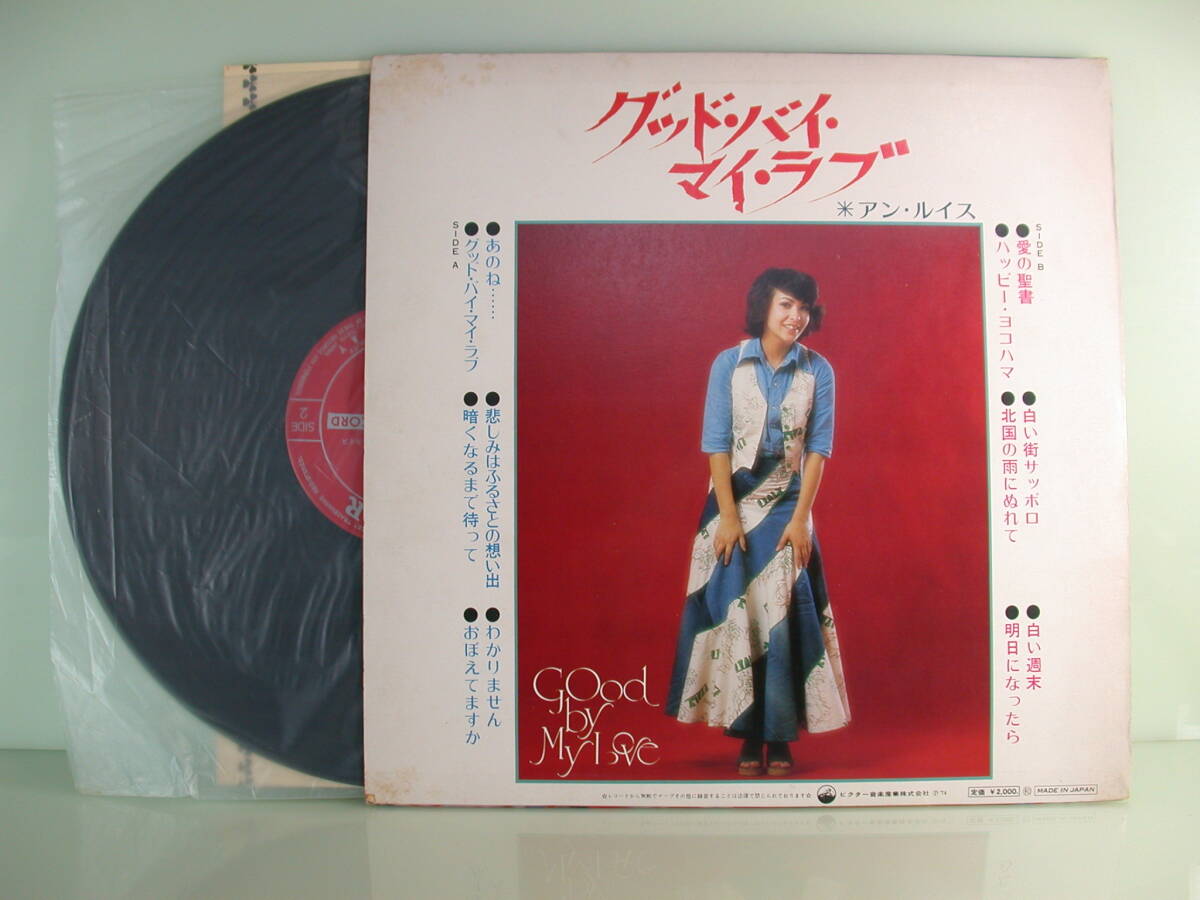 グッド・バイ・
マイ・ラブ
＊アン・ルイス
SIDE A
●グッド・バイ・マイ・ラブ
●あのね……
●暗くなるまで待って
●悲しみはふるさとの想い出
●おぼえてますか
●わかりません
SIDE B
●愛の聖書
●ハッピー・ヨコハマ
●白い街サッポロ
●北国の雨にぬれて
●白い週末
●明日になったら
GOod
by
My Love
ビクター音楽産業株式会社 Ⓟ'74
定価 ¥2,000.
MADE IN JAPAN
SIDE
2